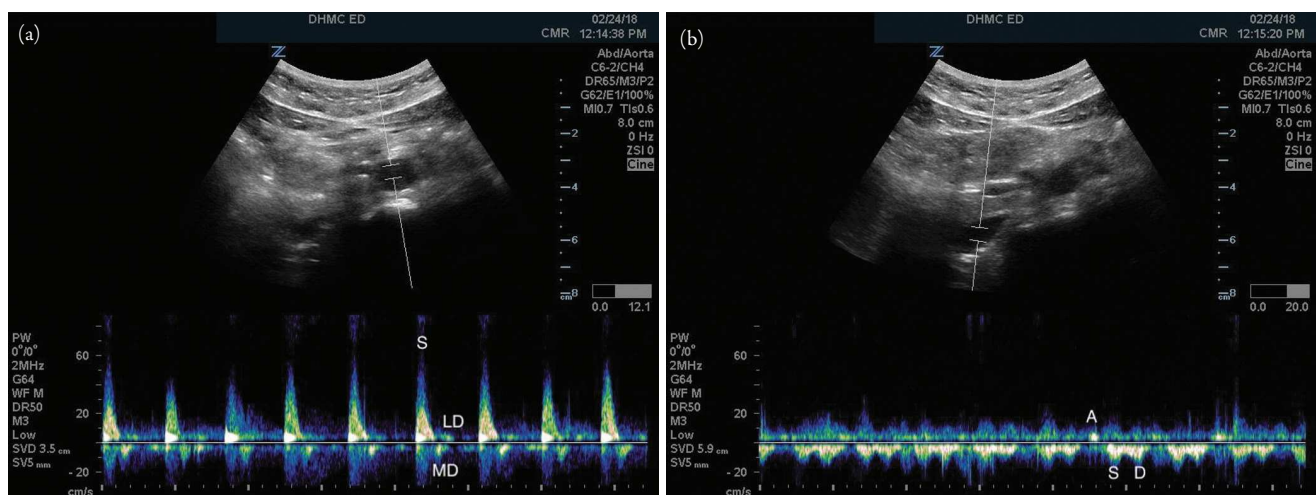 (a)
DHMC ED
02/24/18
CMR 12:14:38 PM
Z
Abd/Aorta
C6-2/CH4
DR65/M3/P2
G62/E1/100%
MI0.7 TIs0.6
8.0 cm
0 Hz
ZSI 0
Cine
2
4
6
8
cm
0.0 12.1
PW
0°/0°
2MHz
G64
WF M
DR50
M3
Low
SVD 3.5 cm
SV5 mm
60
20
-20
cm/s
S
LD
MD
(b)
DHMC ED
02/24/18
CMR 12:15:20 PM
Z
Abd/Aorta
C6-2/CH4
DR65/M3/P2
G62/E1/100%
MI0.7 TIs0.6
8.0 cm
0 Hz
ZSI 0
Cine
2
4
6
8
cm
0.0 20.0
PW
0°/0°
2MHz
G64
WF M
DR50
M3
Low
SVD 5.9 cm
SV5 mm
60
20
-20
cm/s
A
S D